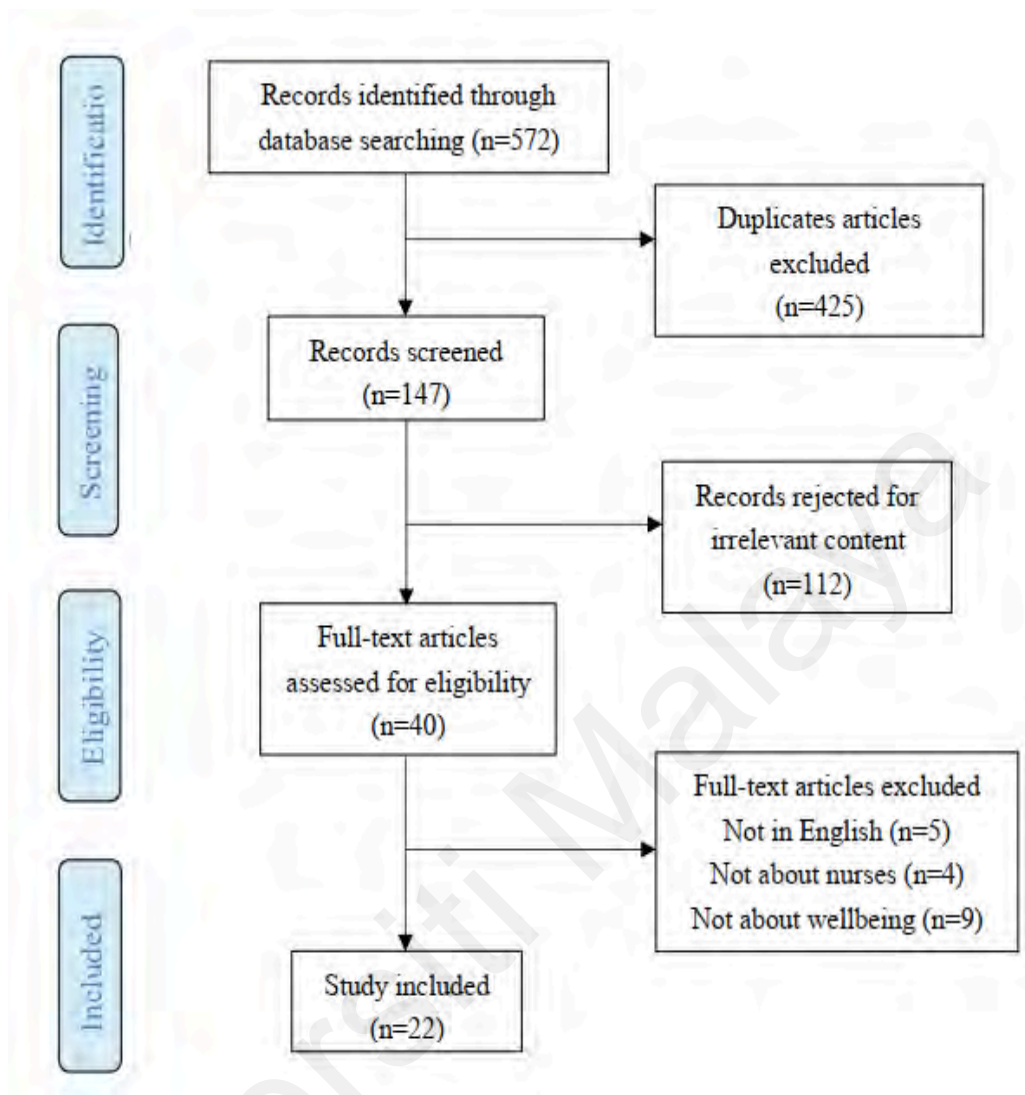 Identificatio
Records identified through
database searching (n=572)
Duplicates articles
excluded
(n=425)
Screening
Records screened
(n=147)
Records rejected for
irrelevant content
(n=112)
Eligibility
Full-text articles
assessed for eligibility
(n=40)
Full-text articles excluded
Not in English (n=5)
Not about nurses (n=4)
Not about wellbeing (n=9)
Included
Study included
(n=22)
ersiti Malaya